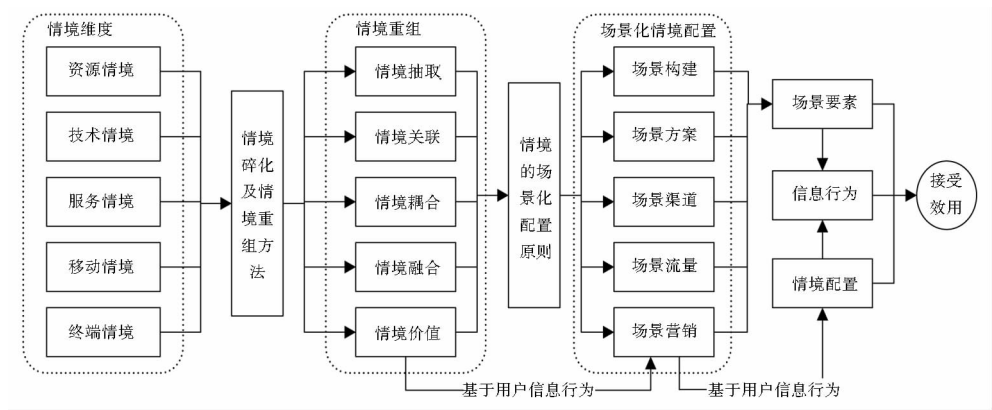 情境维度
资源情境
技术情境
服务情境
移动情境
终端情境
情境
碎化
及情
境重
组方
法
情境重组
情境抽取
情境关联
情境耦合
情境融合
情境价值
情境
的场
景化
配置
原则
场景化情境配置
场景构建
场景方案
场景渠道
场景流量
场景营销
场景要素
信息行为
情境配置
接受
效用
基于用户信息行为
基于用户信息行为